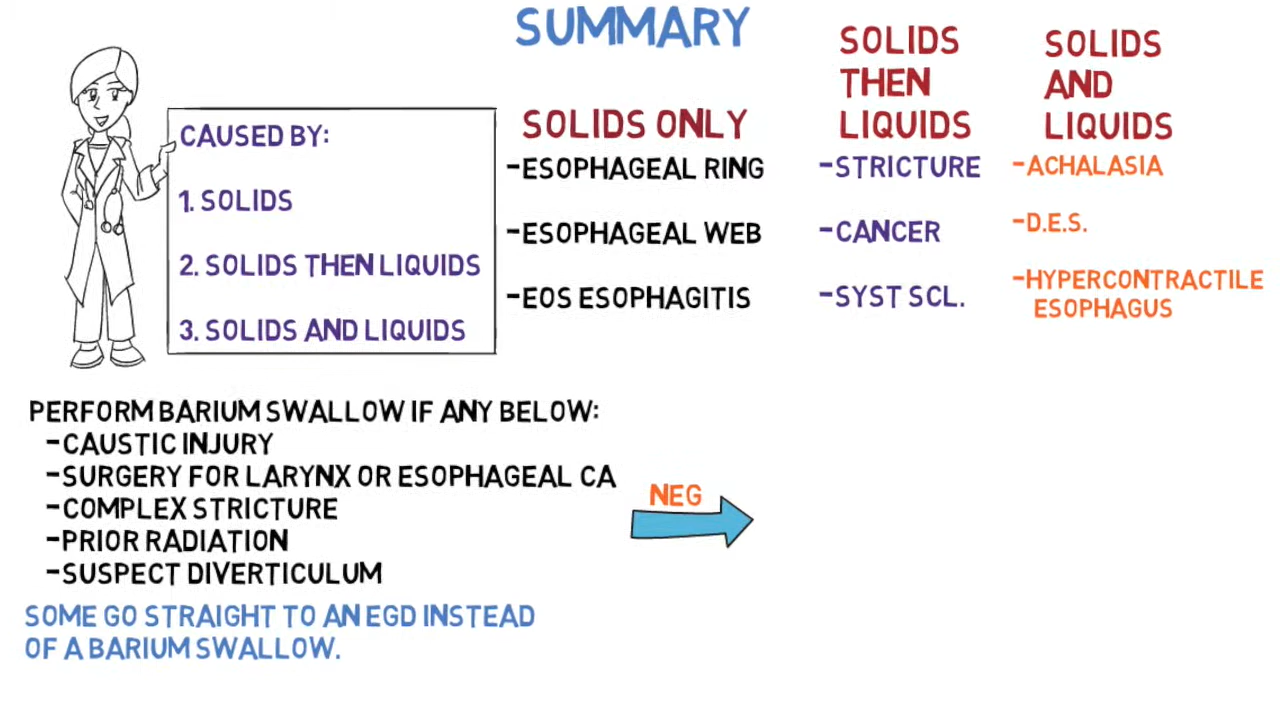 SUMMARY
CAUSED BY:
1. SOLIDS
2. SOLIDS THEN LIQUIDS
3. SOLIDS AND LIQUIDS
SOLIDS ONLY
-ESOPHAGEAL RING
-ESOPHAGEAL WEB
-EOS ESOPHAGITIS
SOLIDS
THEN
LIQUIDS
-STRICTURE
-CANCER
-SYST SCL.
SOLIDS
AND
LIQUIDS
-ACHALASIA
-D.E.S.
-HYPERCONTRACTILE
ESOPHAGUS
PERFORM BARIUM SWALLOW IF ANY BELOW:
-CAUSTIC INJURY
-SURGERY FOR LARYNX OR ESOPHAGEAL CA
-COMPLEX STRICTURE
-PRIOR RADIATION
-SUSPECT DIVERTICULUM
NEG
SOME GO STRAIGHT TO AN EGD INSTEAD
OF A BARIUM SWALLOW.